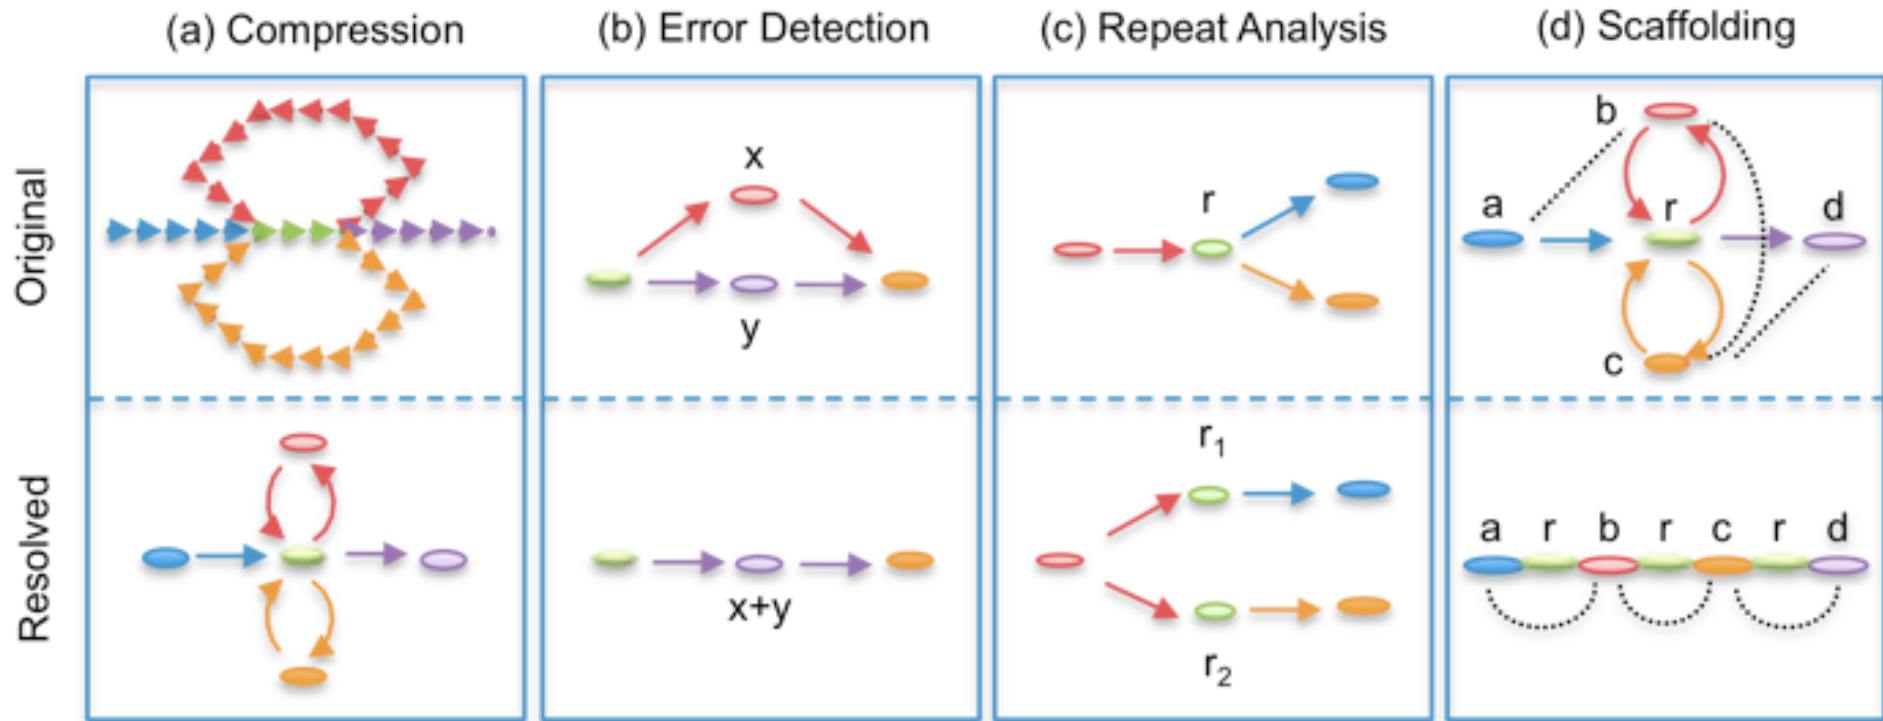 (a) Compression
(b) Error Detection
(c) Repeat Analysis
(d) Scaffolding
Original
x
y
r
b
a
r
d
c
Resolved
x+y
r₁
r₂
a r b r c r d